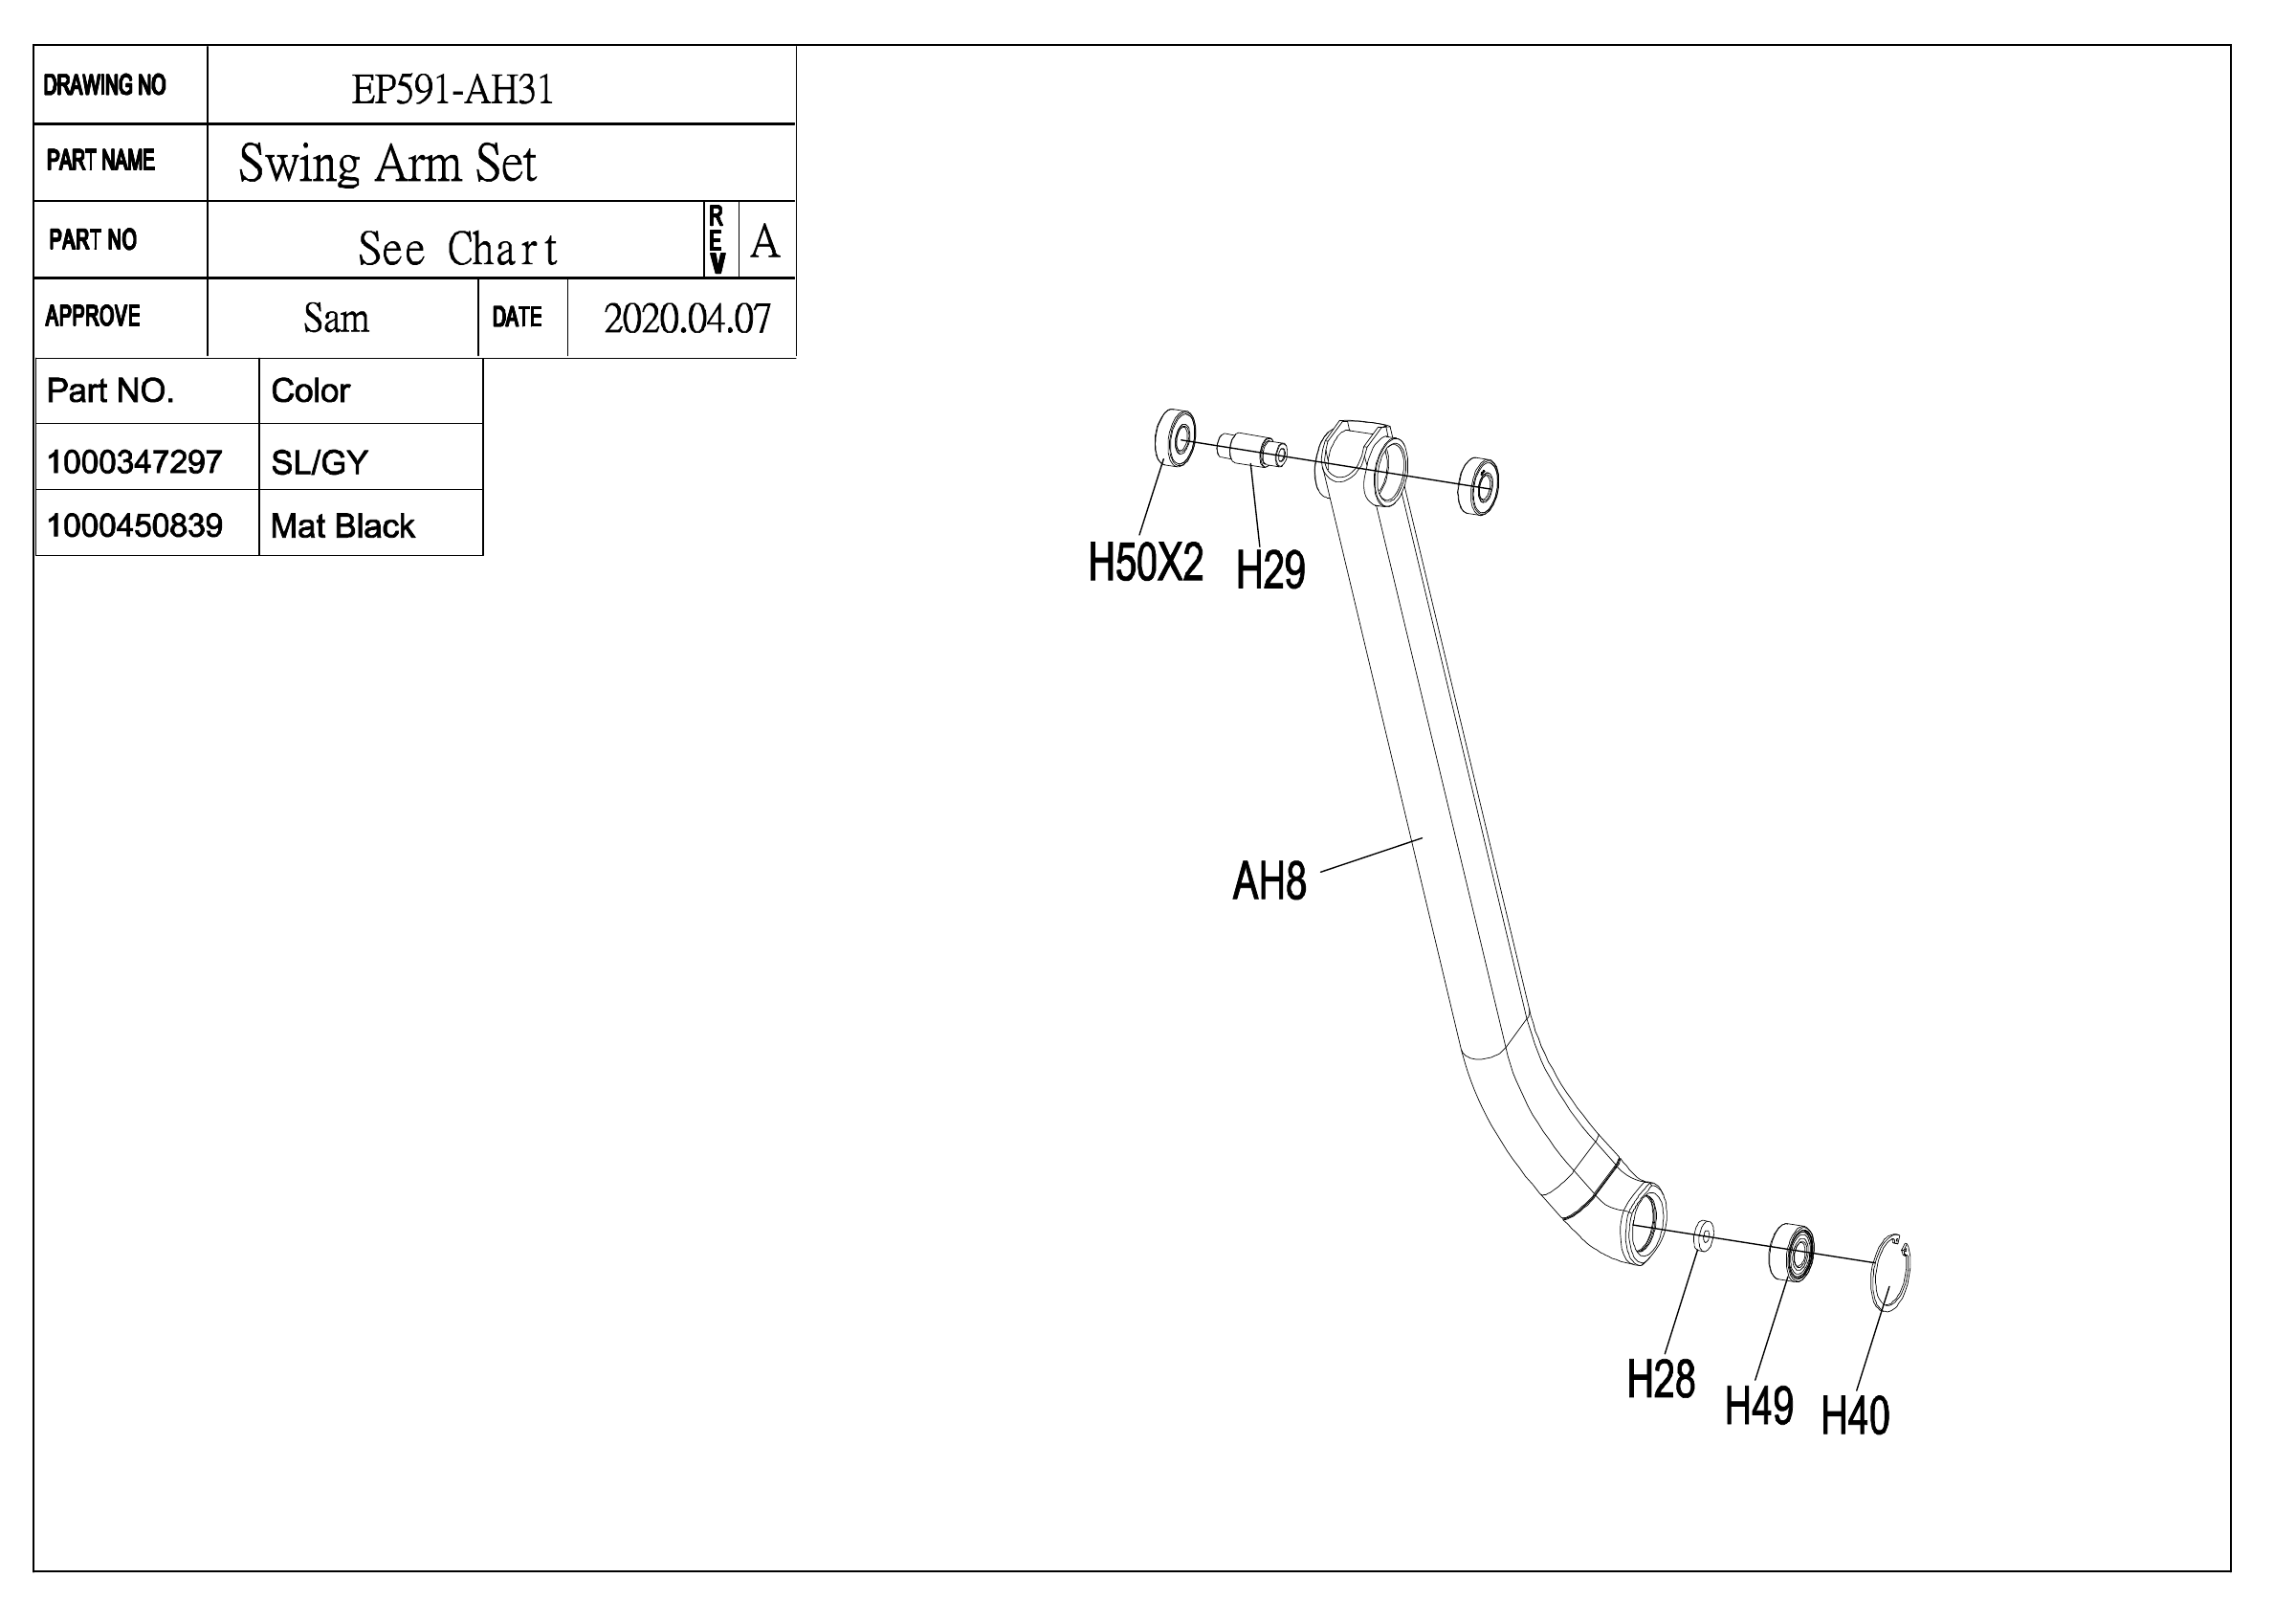 DRAWING NO EP591-AH31
PART NAME Swing Arm Set
PART NO See Chart REV A
APPROVE Sam DATE 2020.04.07
Part NO. Color
1000347297 SL/GY
1000450839 Mat Black
H50X2 H29
AH8
H28
H49
H40